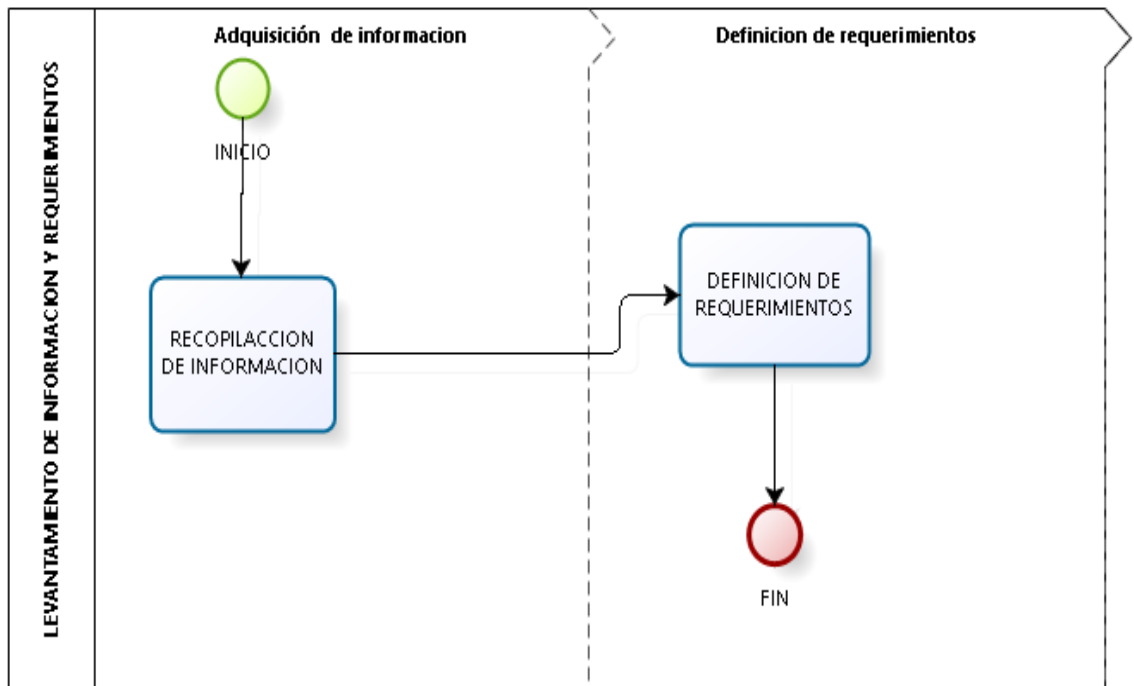 LEVANTAMIENTO DE INFORMACION Y REQUERIMIENTOS
Adquisición de informacion
Definicion de requerimientos
INICIO
RECOPILACCION
DE INFORMACION
DEFINICION DE
REQUERIMIENTOS
FIN